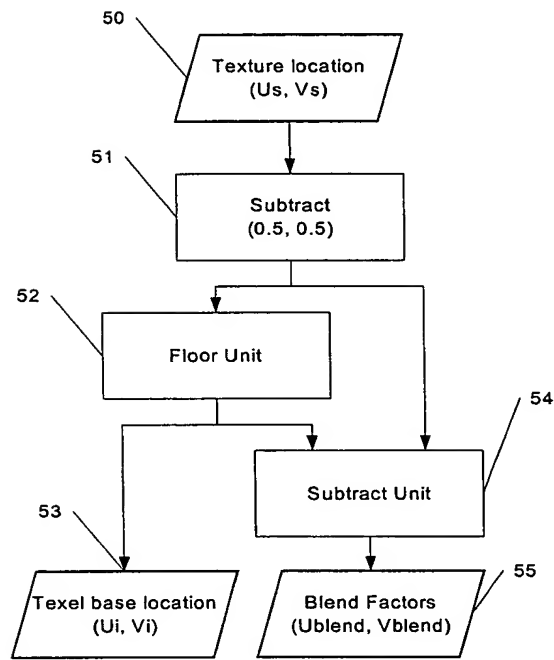 50
Texture location
(Us, Vs)
51
Subtract
(0.5, 0.5)
52
Floor Unit
54
Subtract Unit
53
Texel base location
(Ui, Vi)
Blend Factors
(Ublend, Vblend)
55